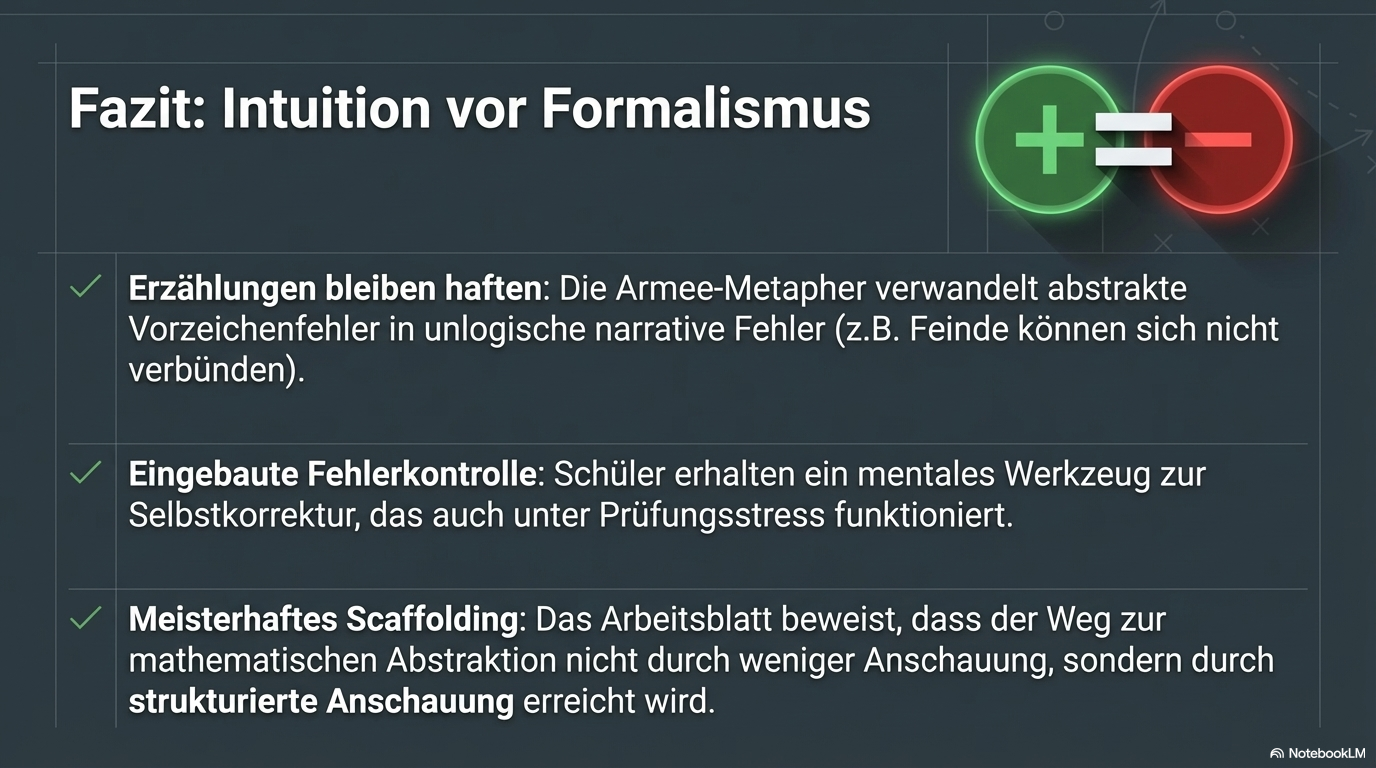 Fazit: Intuition vor Formalismus
+ = −
Erzählungen bleiben haften: Die Armee-Metapher verwandelt abstrakte
Vorzeichenfehler in unlogische narrative Fehler (z.B. Feinde können sich nicht
verbünden).
Eingebaute Fehlerkontrolle: Schüler erhalten ein mentales Werkzeug zur
Selbstkorrektur, das auch unter Prüfungsstress funktioniert.
Meisterhaftes Scaffolding: Das Arbeitsblatt beweist, dass der Weg zur
mathematischen Abstraktion nicht durch weniger Anschauung, sondern durch
strukturierte Anschauung erreicht wird.
NotebookLM